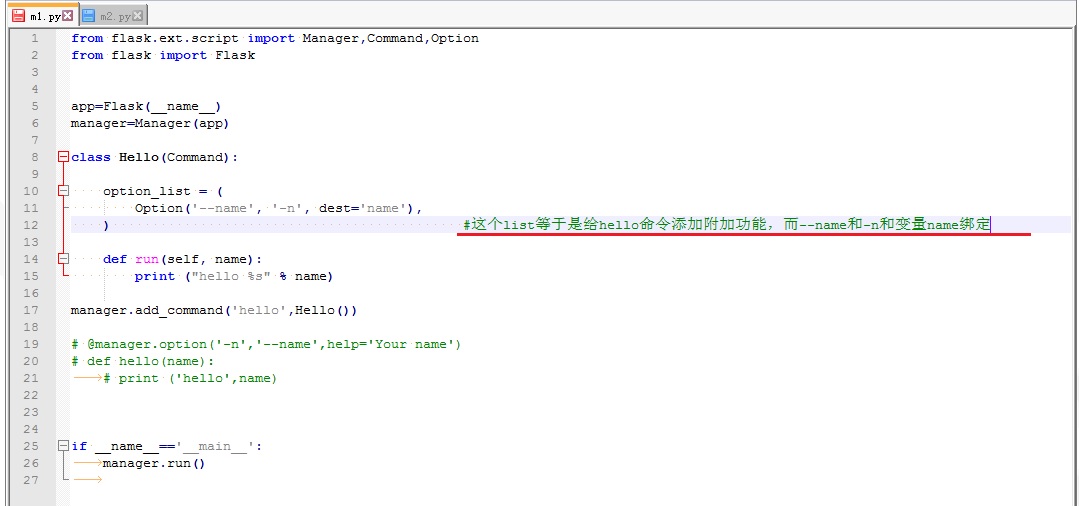 m1.py m2.py
1 from flask.ext.script import Manager,Command,Option
2 from flask import Flask
3
4
5 app=Flask(__name__)
6 manager=Manager(app)
7
8 class Hello(Command):
9
10 option_list = (
11 Option('--name', '-n', dest='name'),
12 ) #这个list等于是给hello命令添加附加功能，而--name和-n和变量name绑定
13
14 def run(self, name):
15 print ("hello %s" % name)
16
17 manager.add_command('hello',Hello())
18
19 # @manager.option('-n','--name',help='Your name')
20 # def hello(name):
21 # print ('hello',name)
22
23
24
25 if __name__=='__main__':
26 manager.run()
27